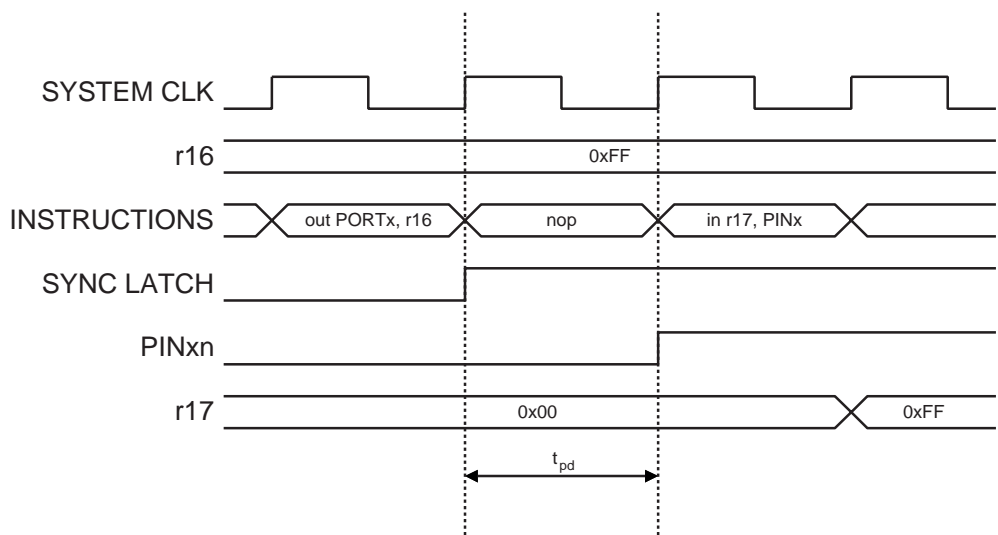 SYSTEM CLK
r16
0xFF
INSTRUCTIONS
out PORTx, r16
nop
in r17, PINx
SYNC LATCH
PINxn
r17
0x00
0xFF
tpd